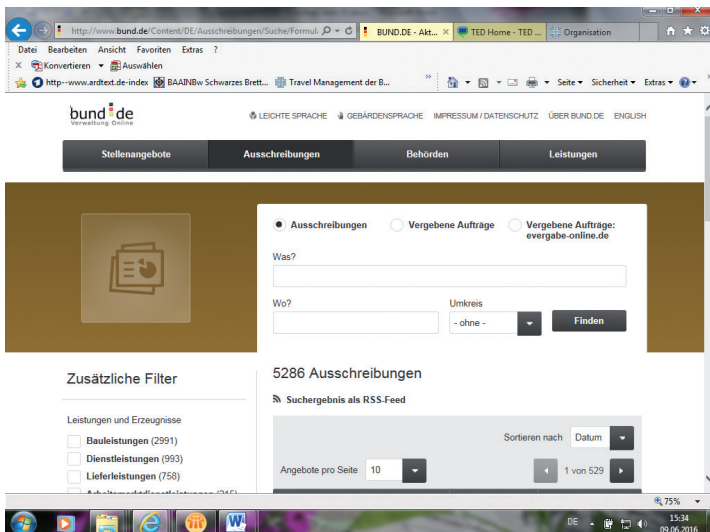 http://www.bund.de/Content/DE/Ausschreibungen/Suche/Formul
BUND.DE - Akt...
TED Home - TED ...
Organisation
Datei Bearbeiten Ansicht Favoriten Extras ?
Konvertieren Auswählen
http--www.ardtext.de-index BAAINBw Schwarzes Brett... Travel Management der B... Seite Sicherheit Extras
bund de
Verwaltung Online
LEICHTE SPRACHE GEBÄRDENSPRACHE IMPRESSUM / DATENSCHUTZ ÜBER BUND.DE ENGLISH
Stellenangebote Ausschreibungen Behörden Leistungen
Ausschreibungen Vergebene Aufträge Vergebene Aufträge:
evergabe-online.de
Was?
Wo? Umkreis
- ohne - Finden
Zusätzliche Filter
5286 Ausschreibungen
Suchergebnis als RSS-Feed
Leistungen und Erzeugnisse
Bauleistungen (2991)
Dienstleistungen (993)
Lieferleistungen (758)
Sortieren nach Datum
Angebote pro Seite 10 1 von 529
75%
DE 15:34
09.06.2016